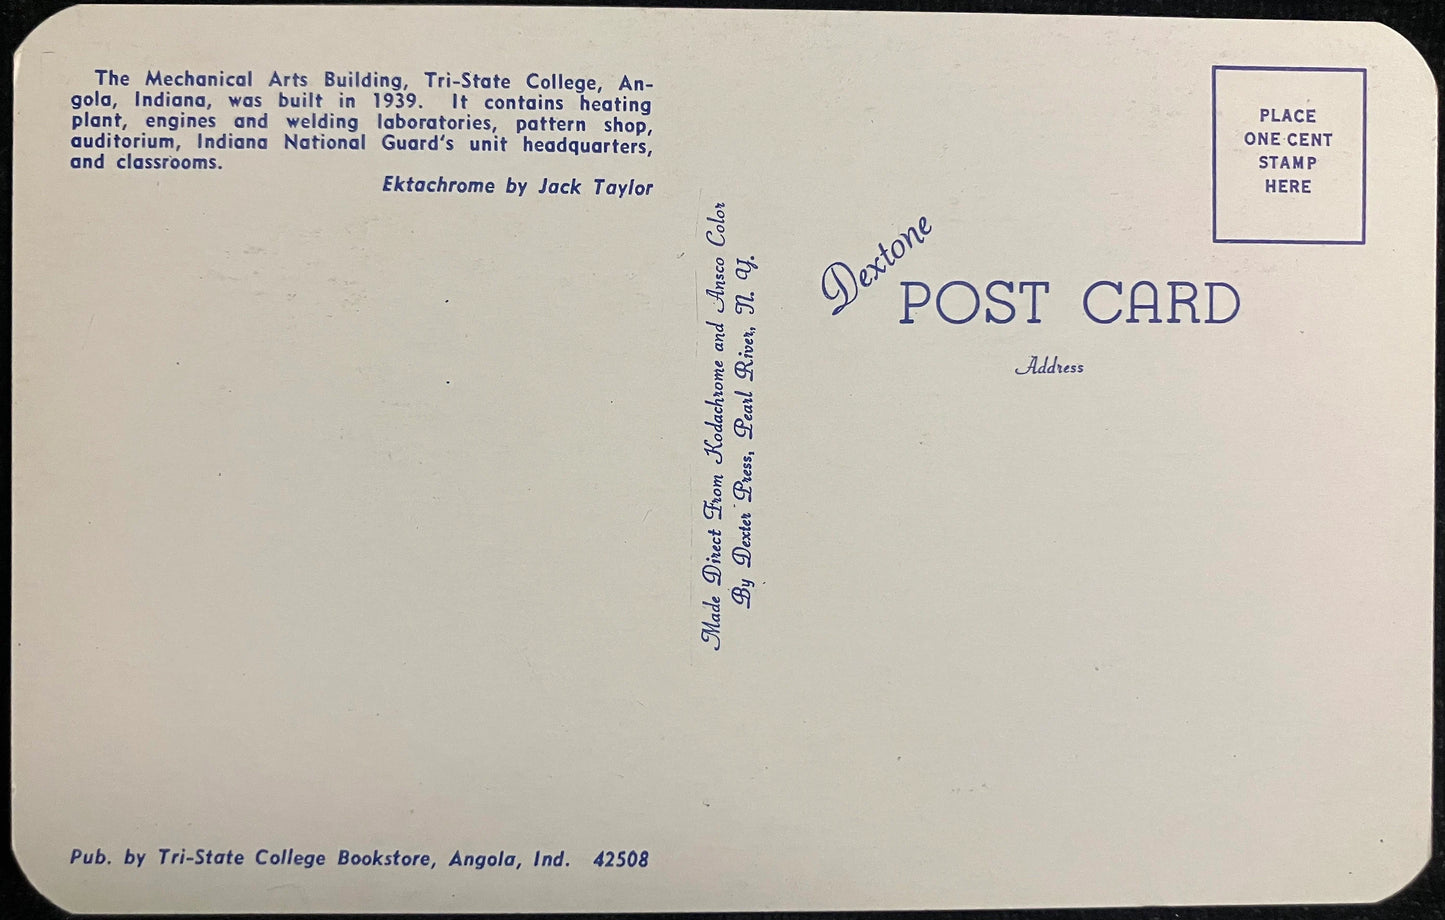 The Mechanical Arts Building, Tri-State College, An-
gola, Indiana, was built in 1939. It contains heating
plant, engines and welding laboratories, pattern shop,
auditorium, Indiana National Guard's unit headquarters,
and classrooms.
Ektachrome by Jack Taylor
Pub. by Tri-State College Bookstore, Angola, Ind. 42508
Made Direct From Kodachrome and Ansco Color
By Dexter Press, Pearl River, N. Y.
Dextone
POST CARD
Address
PLACE
ONE CENT
STAMP
HERE